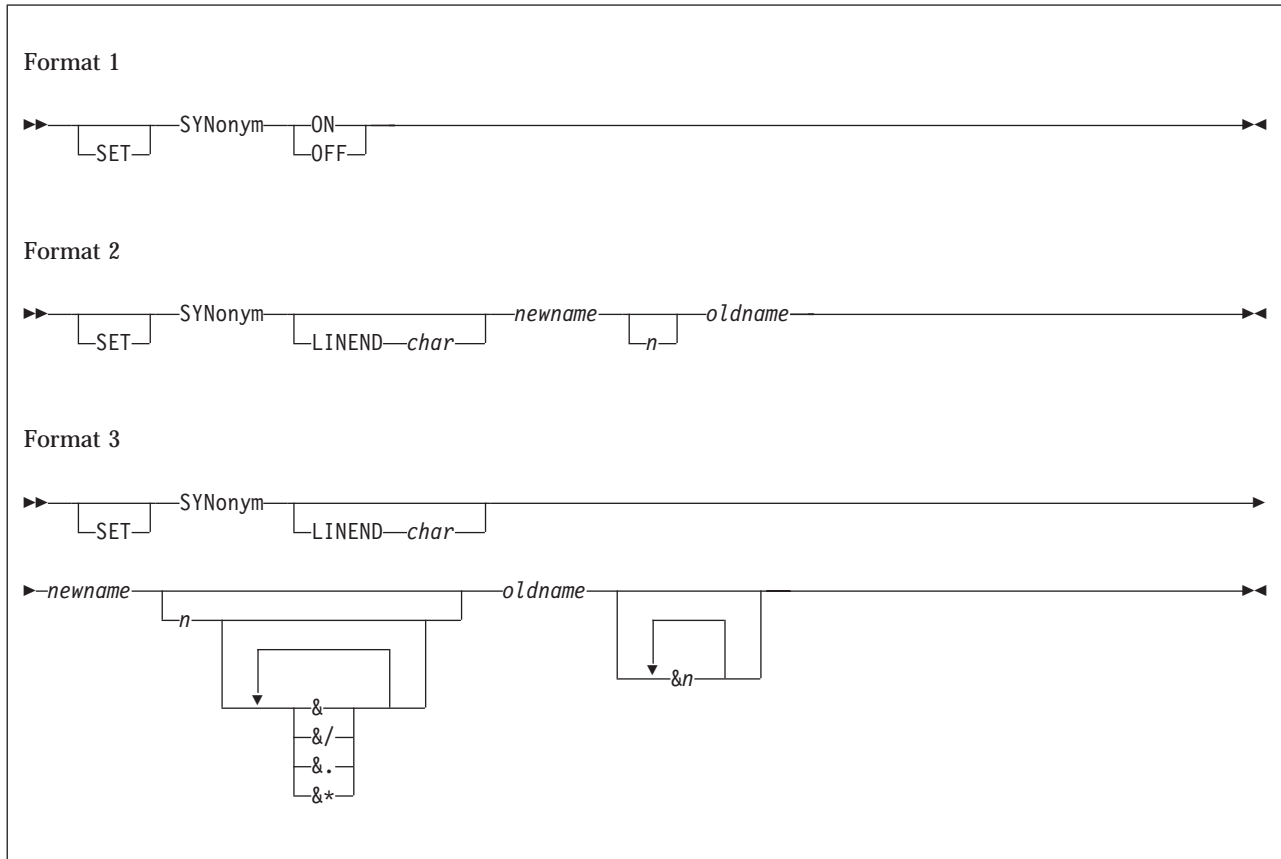 Format 1
SYNonym ON
SET OFF
Format 2
SYNonym newname oldname
SET LINEND char n
Format 3
SYNonym
SET LINEND char
newname oldname
n
&n
&
&/
&.
&*